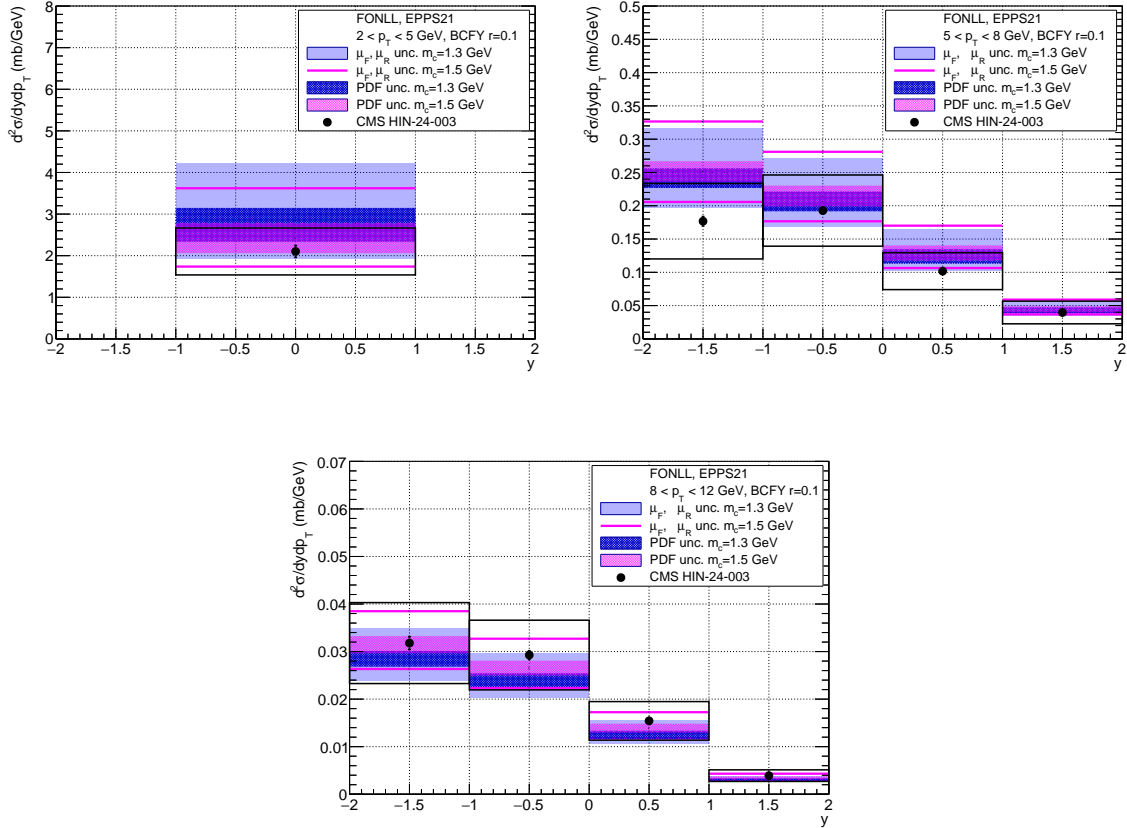 d²σ/dydp_T (mb/GeV)
8
7
6
5
4
3
2
1
0
FONLL, EPPS21
2 < p_T < 5 GeV, BCFY r=0.1
μ_F, μ_R unc. m_c=1.3 GeV
μ_F, μ_R unc. m_c=1.5 GeV
PDF unc. m_c=1.3 GeV
PDF unc. m_c=1.5 GeV
CMS HIN-24-003
−2 −1.5 −1 −0.5 0 0.5 1 1.5 2
y
d²σ/dydp_T (mb/GeV)
0.5
0.45
0.4
0.35
0.3
0.25
0.2
0.15
0.1
0.05
0
FONLL, EPPS21
5 < p_T < 8 GeV, BCFY r=0.1
μ_F, μ_R unc. m_c=1.3 GeV
μ_F, μ_R unc. m_c=1.5 GeV
PDF unc. m_c=1.3 GeV
PDF unc. m_c=1.5 GeV
CMS HIN-24-003
−2 −1.5 −1 −0.5 0 0.5 1 1.5 2
y
d²σ/dydp_T (mb/GeV)
0.07
0.06
0.05
0.04
0.03
0.02
0.01
0
FONLL, EPPS21
8 < p_T < 12 GeV, BCFY r=0.1
μ_F, μ_R unc. m_c=1.3 GeV
μ_F, μ_R unc. m_c=1.5 GeV
PDF unc. m_c=1.3 GeV
PDF unc. m_c=1.5 GeV
CMS HIN-24-003
−2 −1.5 −1 −0.5 0 0.5 1 1.5 2
y